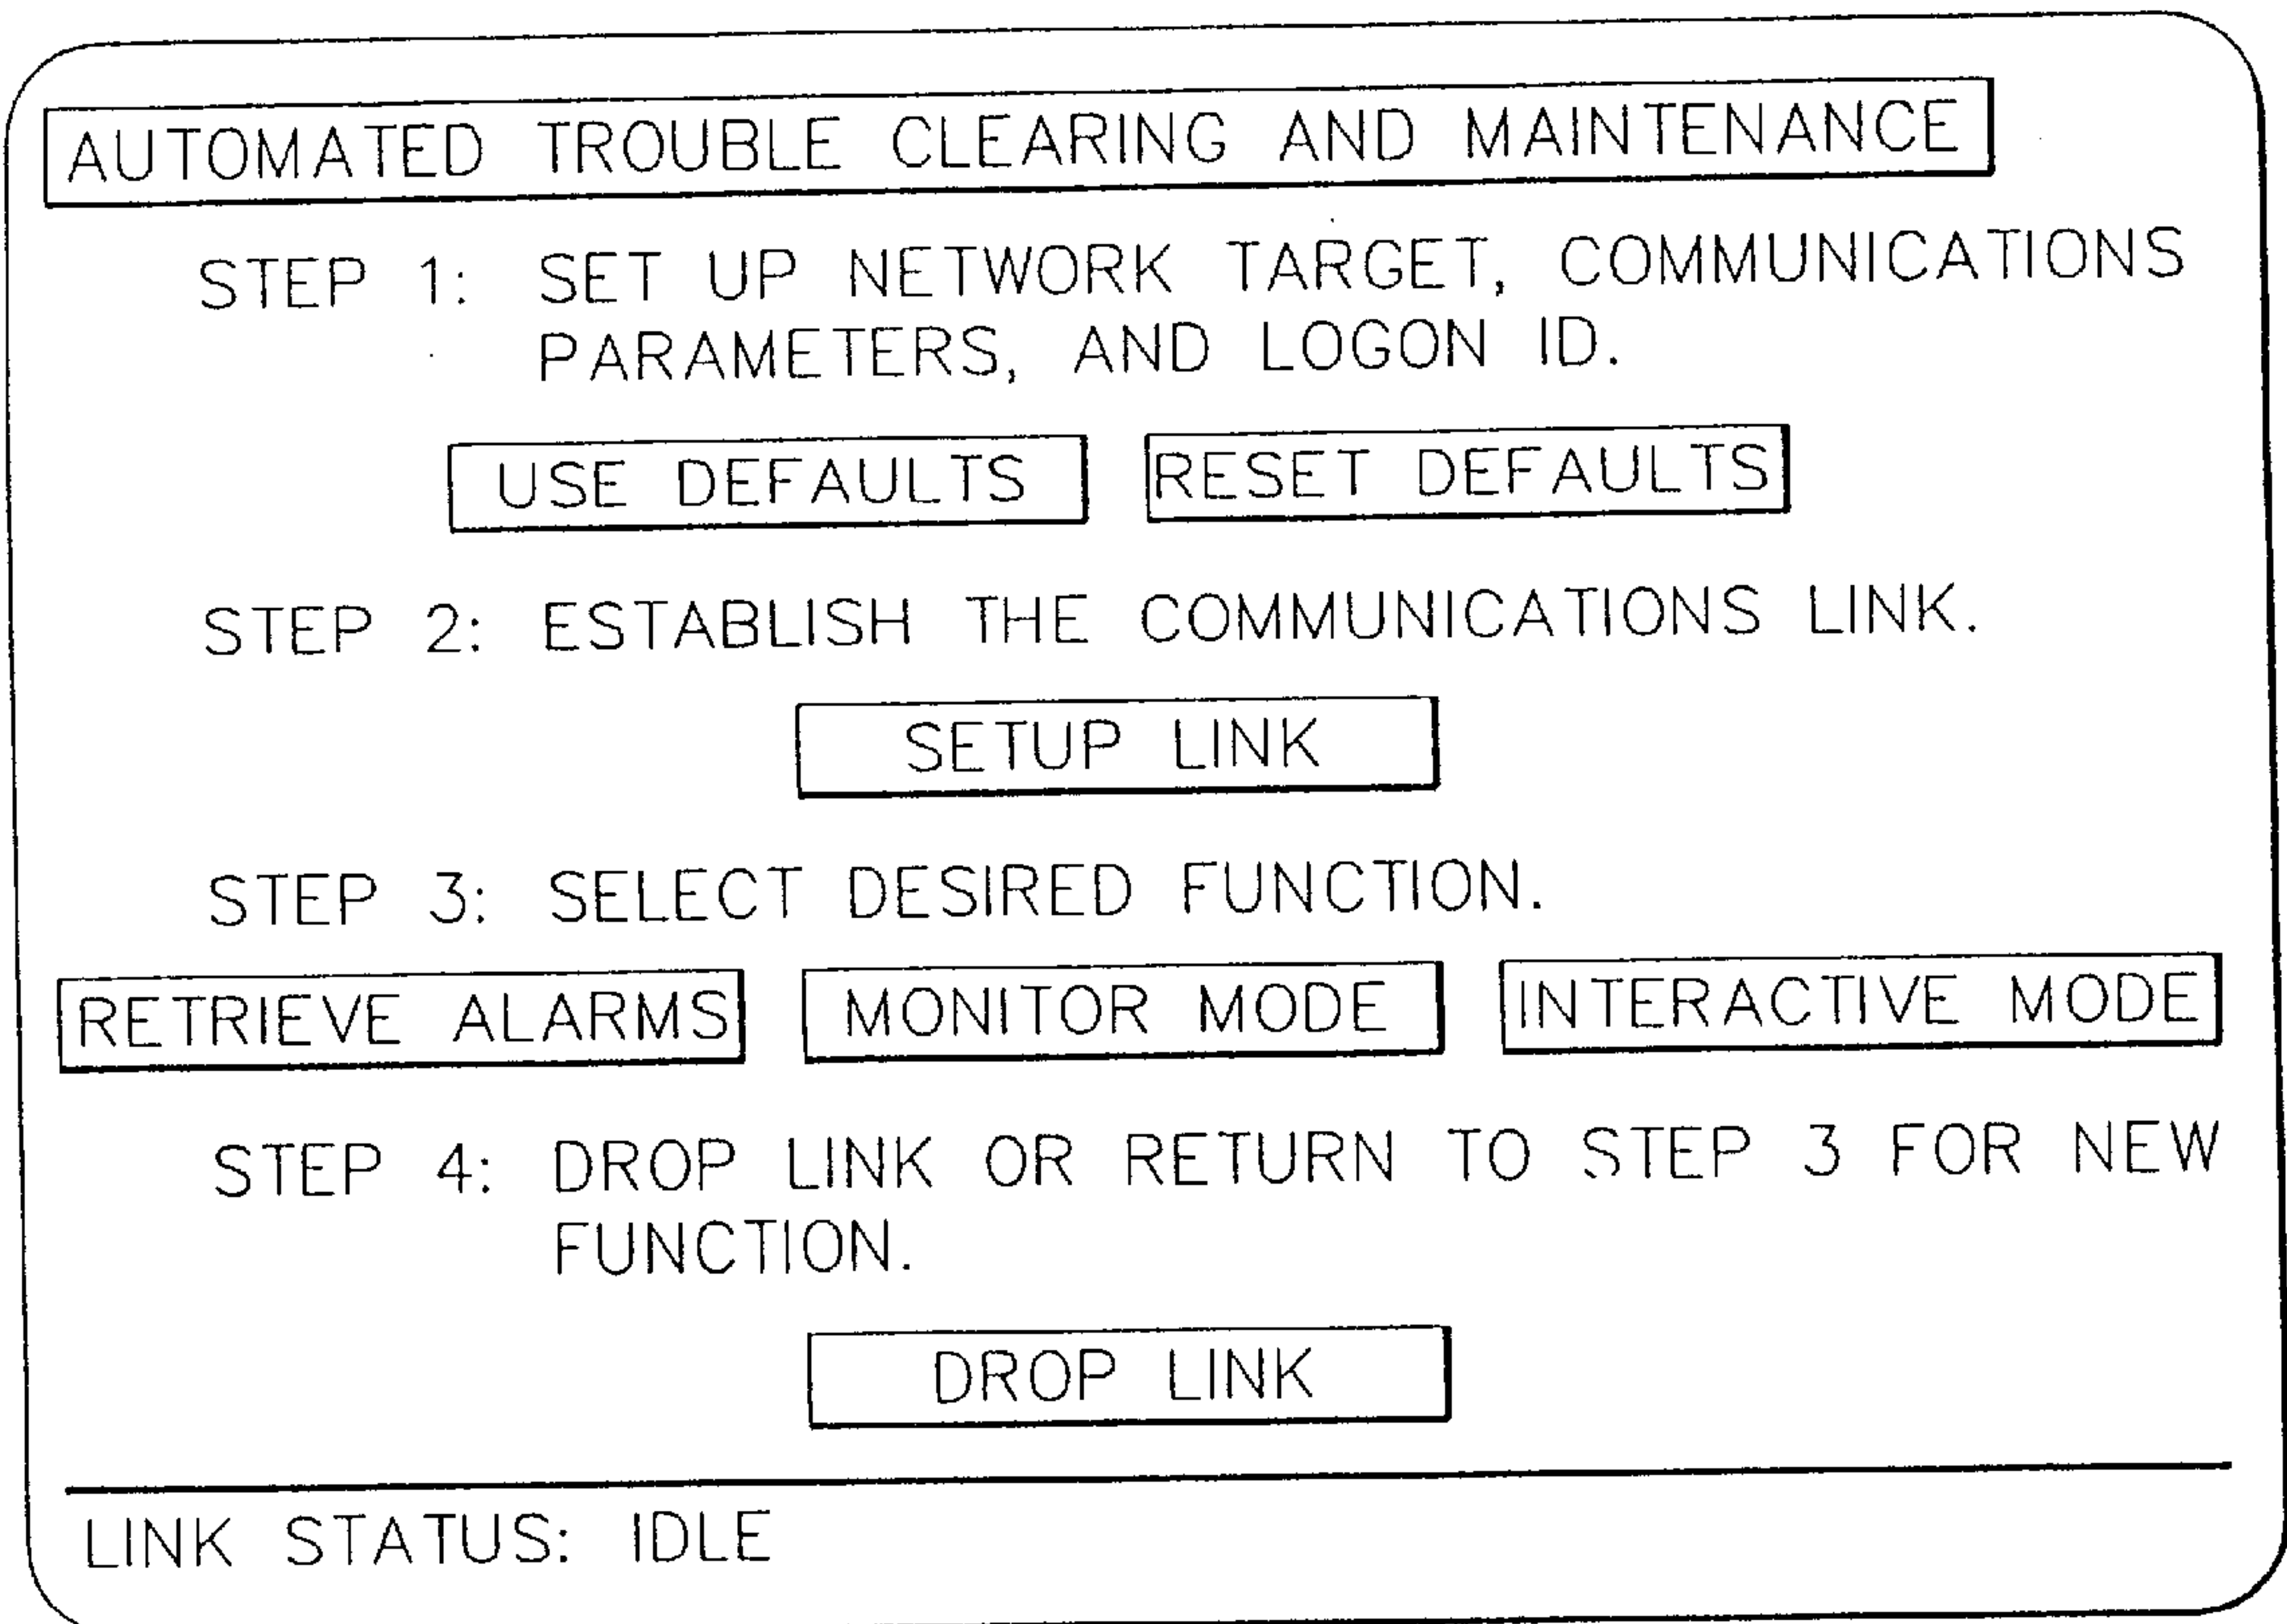 AUTOMATED TROUBLE CLEARING AND MAINTENANCE
STEP 1: SET UP NETWORK TARGET, COMMUNICATIONS
PARAMETERS, AND LOGON ID.
USE DEFAULTS RESET DEFAULTS
STEP 2: ESTABLISH THE COMMUNICATIONS LINK.
SETUP LINK
STEP 3: SELECT DESIRED FUNCTION.
RETRIEVE ALARMS MONITOR MODE INTERACTIVE MODE
STEP 4: DROP LINK OR RETURN TO STEP 3 FOR NEW
FUNCTION.
DROP LINK
LINK STATUS: IDLE